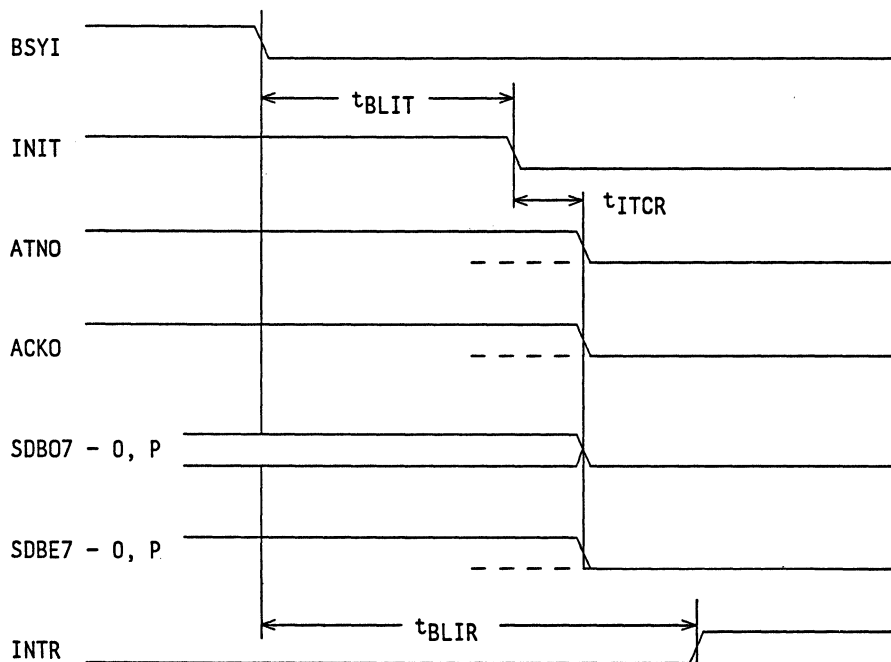 BSYI
tBLIT
INIT
tITCR
ATNO
ACKO
SDBO7 - 0, P
SDBE7 - 0, P
tBLIR
INTR